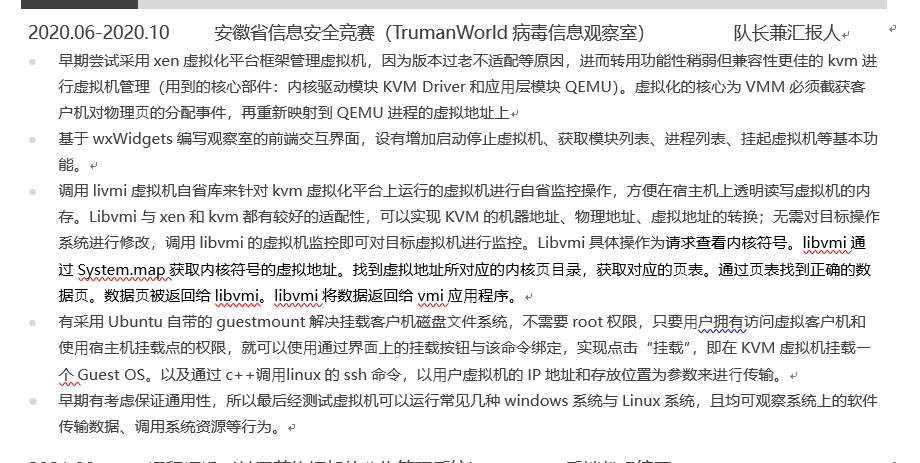 2020.06-2020.10 安徽省信息安全竞赛（TrumanWorld 病毒信息观察室） 队长兼汇报人
早期尝试采用 xen 虚拟化平台框架管理虚拟机，因为版本过老不适配等原因，进而转用功能性稍弱但兼容性更佳的 kvm 进
行虚拟机管理（用到的核心部件：内核驱动模块 KVM Driver 和应用层模块 QEMU）。虚拟化的核心为 VMM 必须截获客
户机对物理页的分配事件，再重新映射到 QEMU 进程的虚拟地址上
基于 wxWidgets 编写观察室的前端交互界面，设有增加启动停止虚拟机、获取模块列表、进程列表、挂起虚拟机等基本功
能。
调用 livmi 虚拟机自省库来针对 kvm 虚拟化平台上运行的虚拟机进行自省监控操作，方便在宿主机上透明读写虚拟机的内
存。Libvmi 与 xen 和 kvm 都有较好的适配性，可以实现 KVM 的机器地址、物理地址、虚拟地址的转换；无需对目标操作
系统进行修改，调用 libvmi 的虚拟机监控即可对目标虚拟机进行监控。Libvmi 具体操作为请求查看内核符号。libvmi 通
过 System.map 获取内核符号的虚拟地址。找到虚拟地址所对应的内核页目录，获取对应的页表。通过页表找到正确的数
据页。数据页被返回给 libvmi。libvmi 将数据返回给 vmi 应用程序。
有采用 Ubuntu 自带的 guestmount 解决挂载客户机磁盘文件系统，不需要 root 权限，只要用户拥有访问虚拟客户机和
使用宿主机挂载点的权限，就可以使用通过界面上的挂载按钮与该命令绑定，实现点击“挂载”，即在 KVM 虚拟机挂载一
个 Guest OS。以及通过 c++调用linux 的 ssh 命令，以用户虚拟机的 IP 地址和存放位置为参数来进行传输。
早期有考虑保证通用性，所以最后经测试虚拟机可以运行常见几种 windows 系统与 Linux 系统，且均可观察系统上的软件
传输数据、调用系统资源等行为。